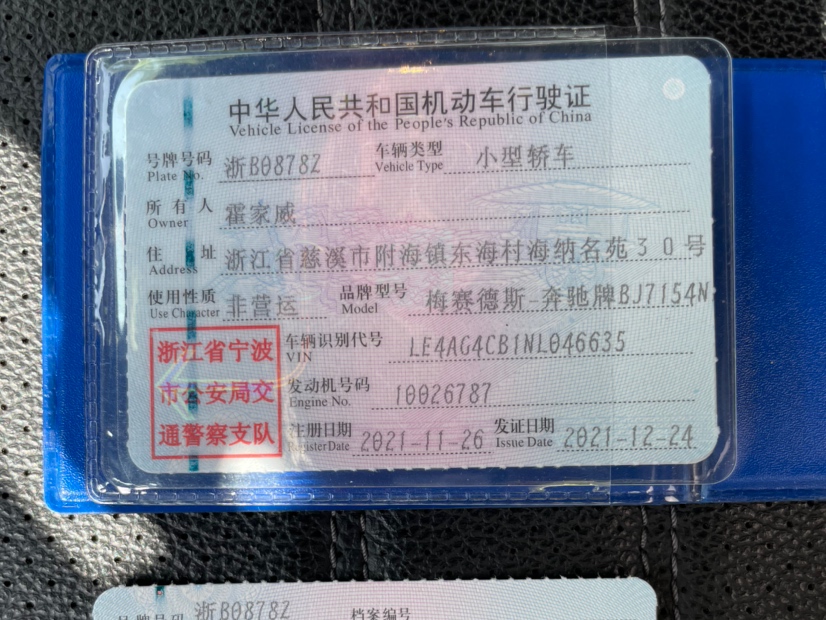 中华人民共和国机动车行驶证
Vehicle License of the People's Republic of China
号牌号码 浙B0878Z 车辆类型 小型轿车
Plate No. Vehicle Type
所有人 霍家威
Owner
住址 浙江省慈溪市附海镇东海村海纳名苑30号
Address
使用性质 非营运 品牌型号 梅赛德�-奔驰牌BJ7154N
Use Character Model
浙江省宁波
市公安局交
通警察支队
车辆识别代号 LE4AG4CB1NL046635
VIN
发动机号码 10026787
Engine No.
注册日期 2021-11-26 发证日期 2021-12-24
Register Date Issue Date
号牌号码 浙B0878Z 档案编号